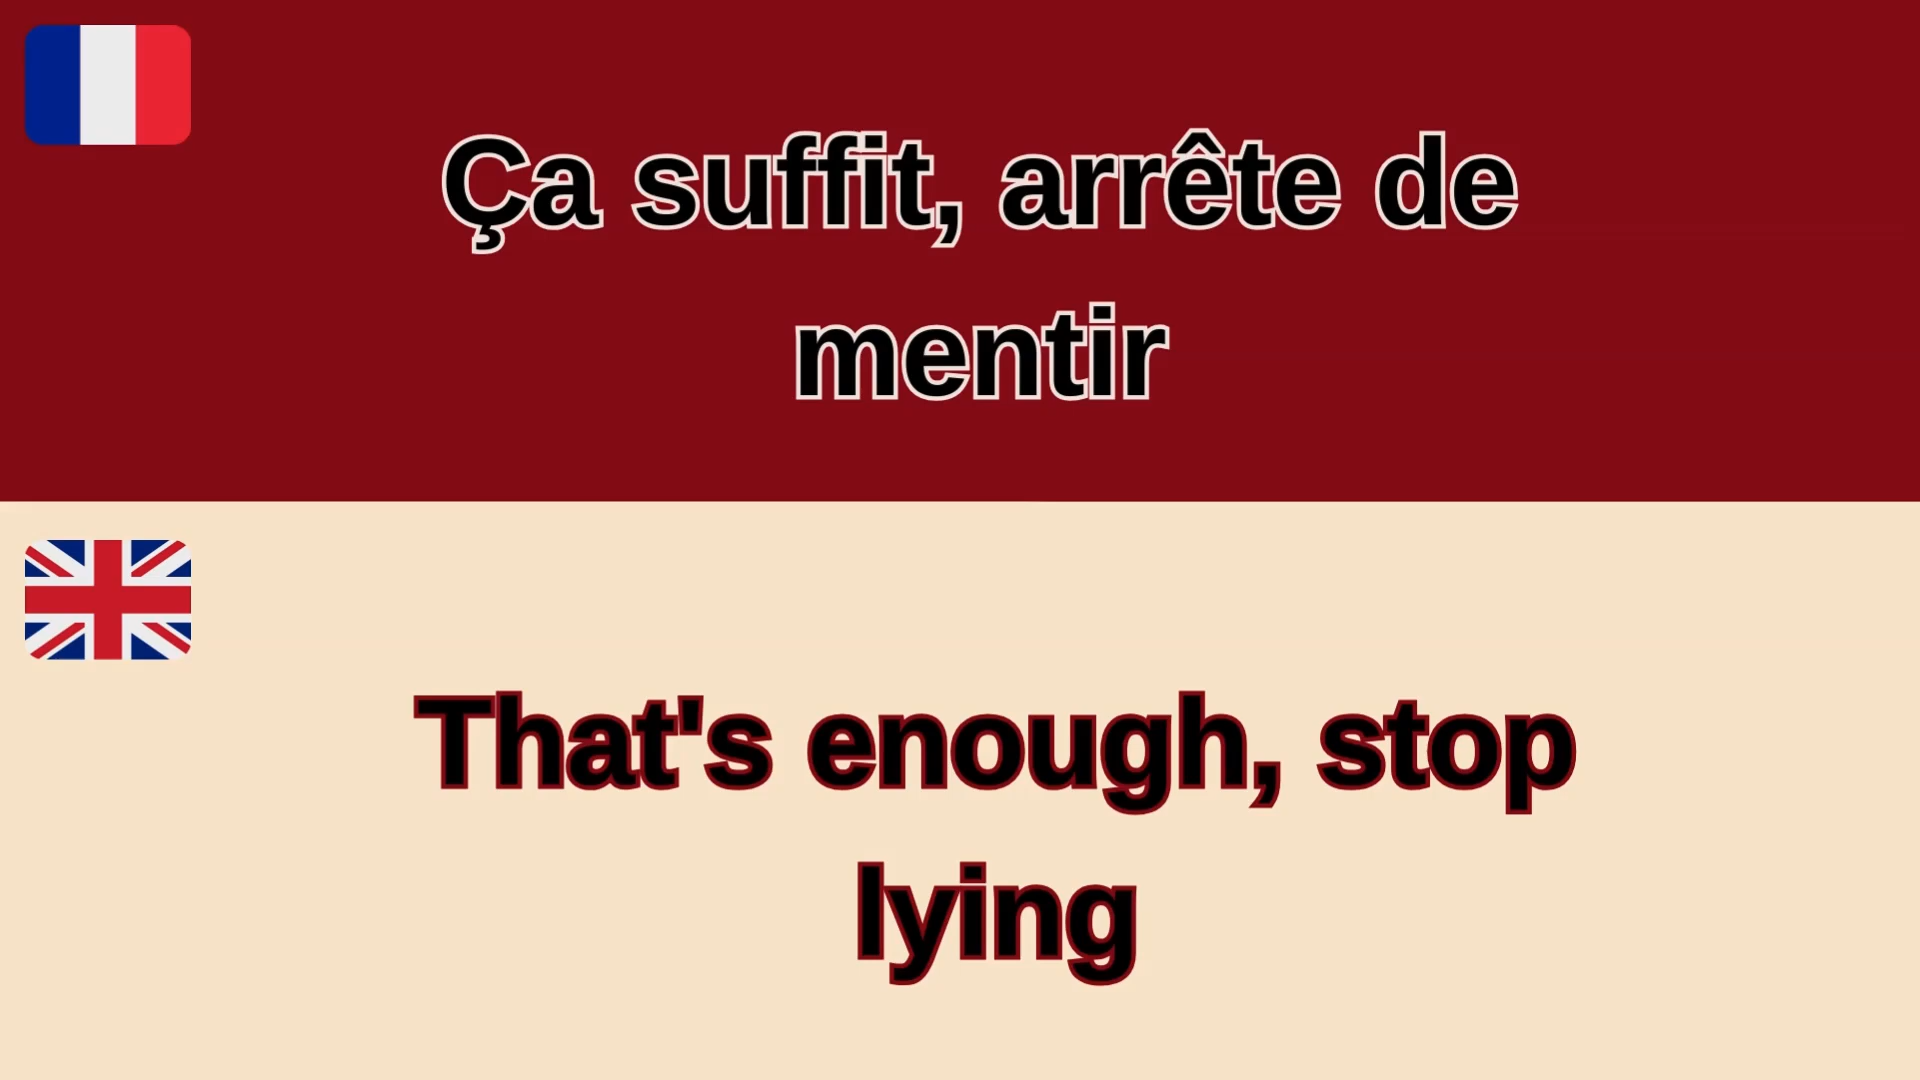 Ça suffit, arrête de
mentir
That's enough, stop
lying